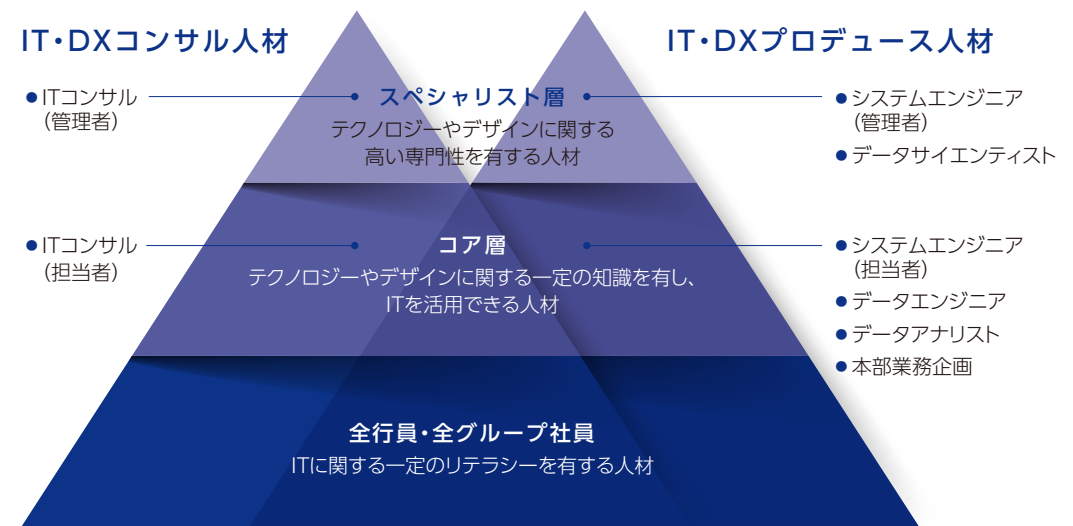 IT・DXコンサル人材
IT・DXプロデュース人材
●ITコンサル
(管理者)
スペシャリスト層
テクノロジーやデザインに関する
高い専門性を有する人材
●システムエンジニア
(管理者)
●データサイエンティスト
●ITコンサル
(担当者)
コア層
テクノロジーやデザインに関する一定の知識を有し、
ITを活用できる人材
●システムエンジニア
(担当者)
●データエンジニア
●データアナリスト
●本部業務企画
全行員・全グループ社員
ITに関する一定のリテラシーを有する人材